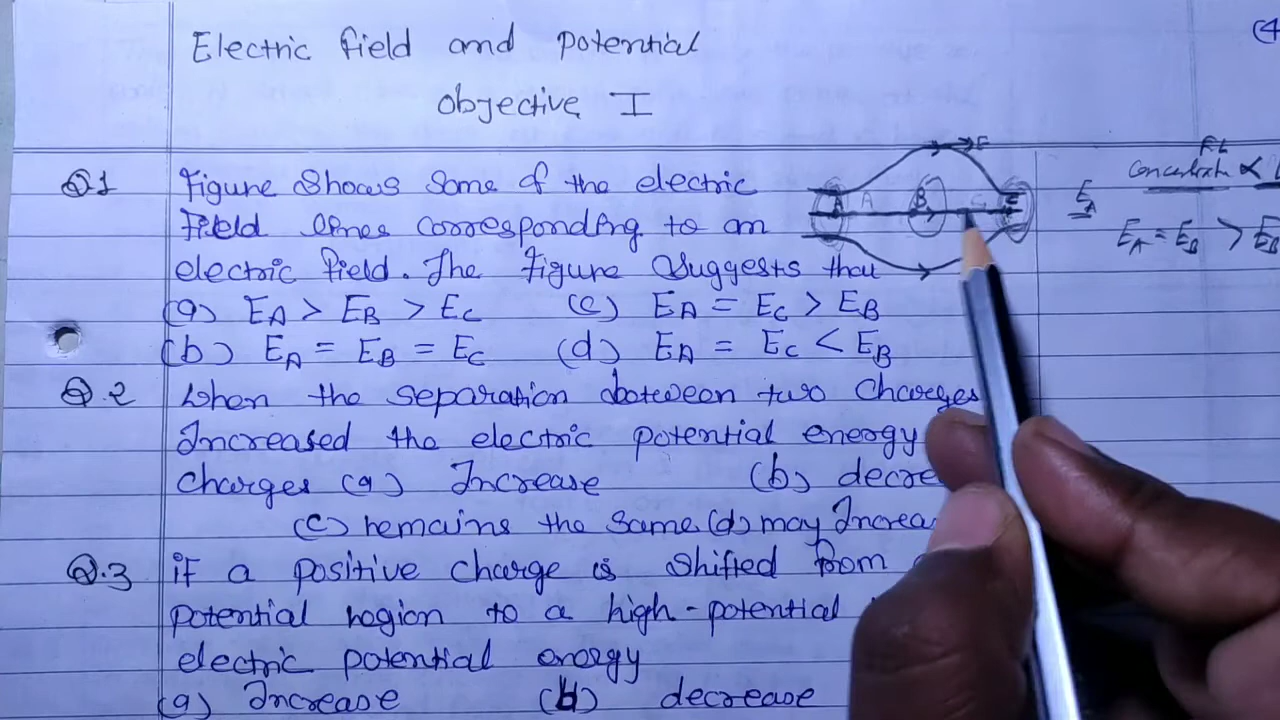 (4
Electric field and potential
Objective I
Q.1 Figure Shows Some of the electric
Field lines corresponding to an
electric field. The Figure Suggests that
(a) EA > EB > EC (c) EA = EC > EB
(b) EA = EB = EC (d) EA = EC < EB
A A B C E
E
EA
EA = EB > EB
Q.2 When the separation between two Charges
Increased the electric potential energy
Charges (a) Increase (b) decre
(c) remains the Same (d) may Increa
Q.3 if a positive charge is Shifted from
potential region to a high-potential
electric potential energy
(a) Increase (b) decrease